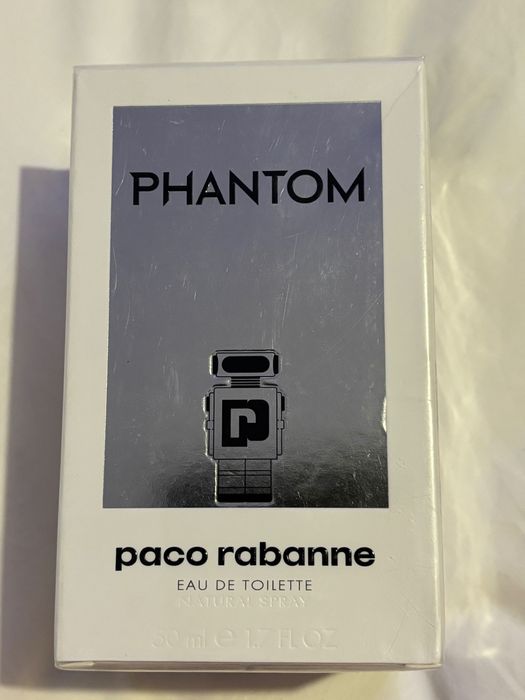 PHANTOM
P
paco rabanne
EAU DE TOILETTE
NATURAL SPRAY
50 ml ℮ 1.7 FL OZ